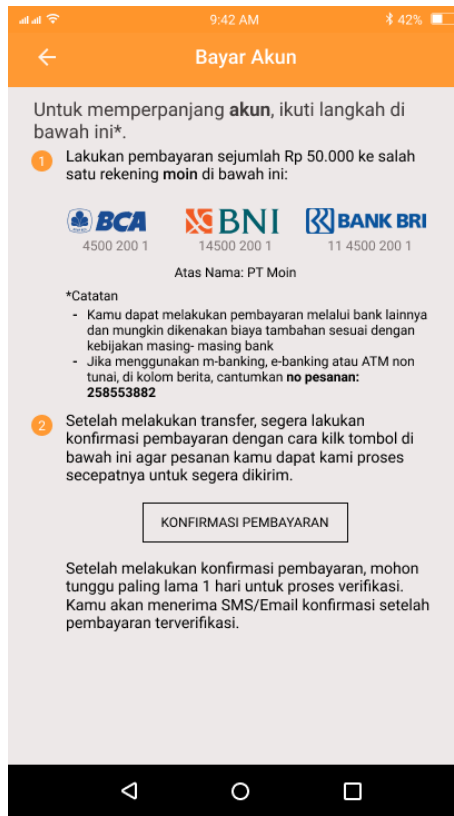 9:42 AM
42%
Bayar Akun
Untuk memperpanjang akun, ikuti langkah di
bawah ini*.
1 Lakukan pembayaran sejumlah Rp 50.000 ke salah
satu rekening moin di bawah ini:
BCA BNI BANK BRI
4500 200 1 14500 200 1 11 4500 200 1
Atas Nama: PT Moin
*Catatan
- Kamu dapat melakukan pembayaran melalui bank lainnya
dan mungkin dikenakan biaya tambahan sesuai dengan
kebijakan masing- masing bank
- Jika menggunakan m-banking, e-banking atau ATM non
tunai, di kolom berita, cantumkan no pesanan:
258553882
2 Setelah melakukan transfer, segera lakukan
konfirmasi pembayaran dengan cara kilk tombol di
bawah ini agar pesanan kamu dapat kami proses
secepatnya untuk segera dikirim.
KONFIRMASI PEMBAYARAN
Setelah melakukan konfirmasi pembayaran, mohon
tunggu paling lama 1 hari untuk proses verifikasi.
Kamu akan menerima SMS/Email konfirmasi setelah
pembayaran terverifikasi.